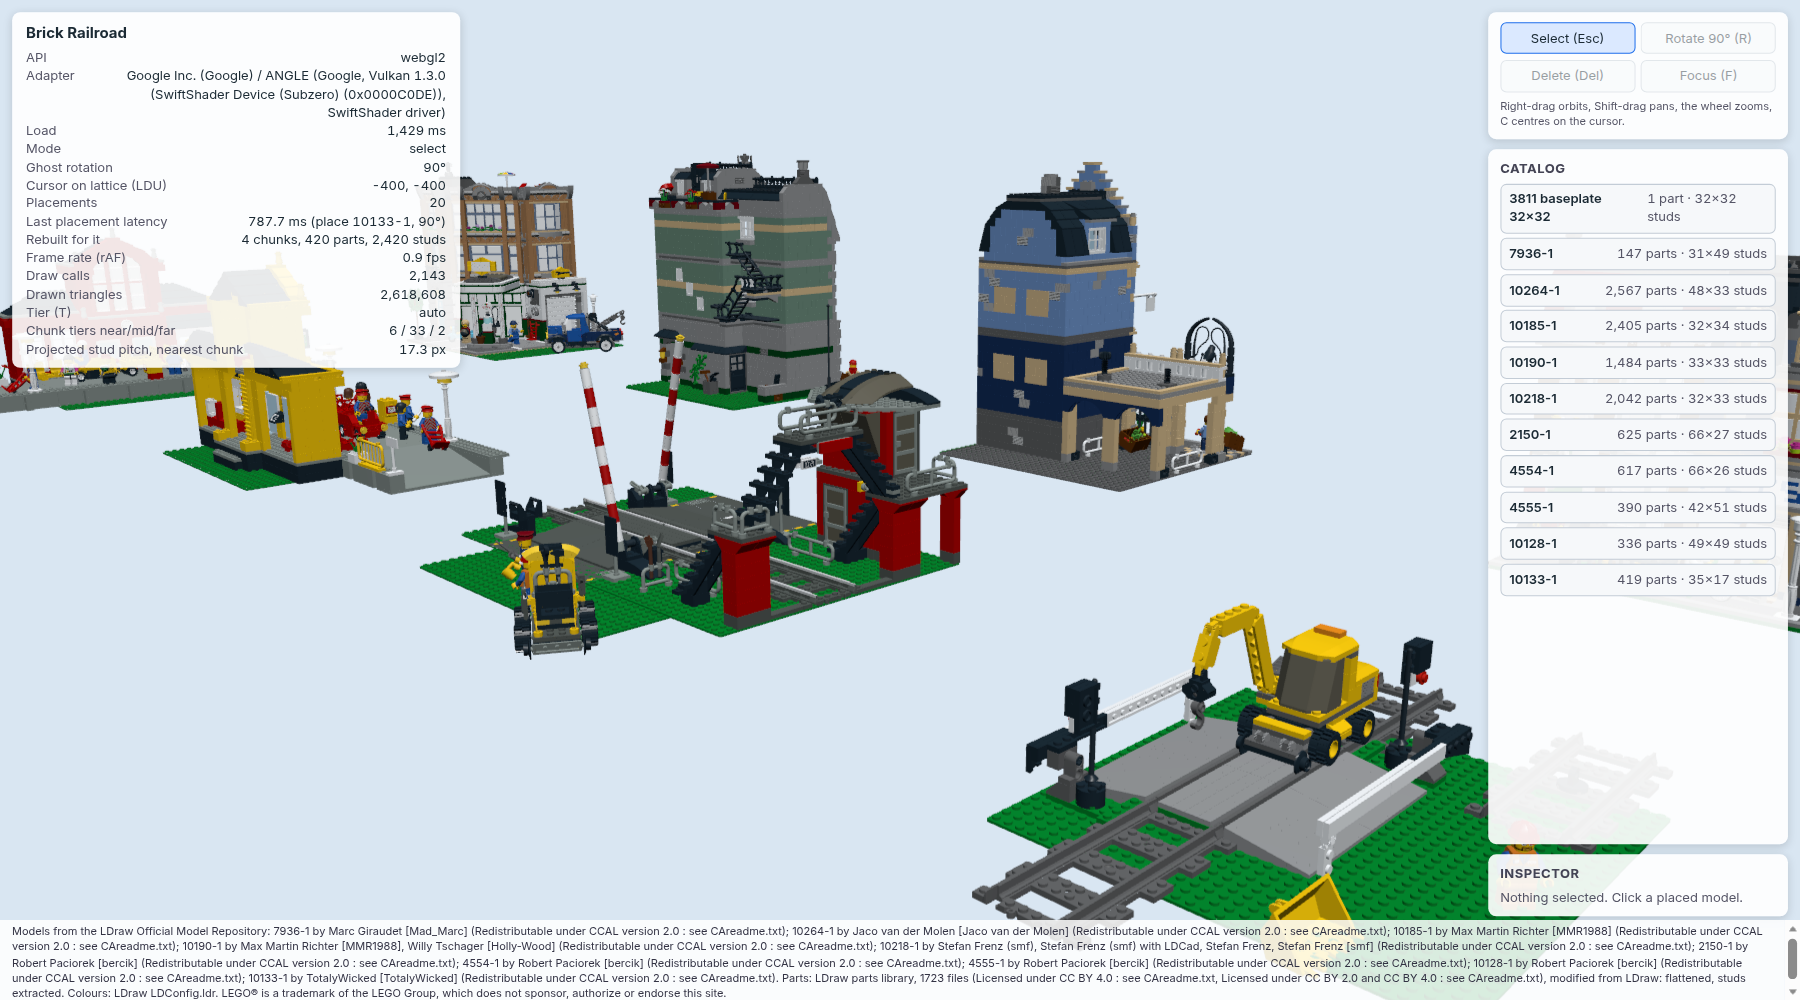 Brick Railroad
API webgl2
Adapter Google Inc. (Google) / ANGLE (Google, Vulkan 1.3.0
(SwiftShader Device (Subzero) (0x0000C0DE)),
SwiftShader driver)
Load 1,429 ms
Mode select
Ghost rotation 90°
Cursor on lattice (LDU) -400, -400
Placements 20
Last placement latency 787.7 ms (place 10133-1, 90°)
Rebuilt for it 4 chunks, 420 parts, 2,420 studs
Frame rate (rAF) 0.9 fps
Draw calls 2,143
Drawn triangles 2,618,608
Tier (T) auto
Chunk tiers near/mid/far 6 / 33 / 2
Projected stud pitch, nearest chunk 17.3 px
Select (Esc) Rotate 90° (R)
Delete (Del) Focus (F)
Right-drag orbits, Shift-drag pans, the wheel zooms,
C centres on the cursor.
CATALOG
3811 baseplate 1 part · 32×32
32×32 studs
7936-1 147 parts · 31×49 studs
10264-1 2,567 parts · 48×33 studs
10185-1 2,405 parts · 32×34 studs
10190-1 1,484 parts · 33×33 studs
10218-1 2,042 parts · 32×33 studs
2150-1 625 parts · 66×27 studs
4554-1 617 parts · 66×26 studs
4555-1 390 parts · 42×51 studs
10128-1 336 parts · 49×49 studs
10133-1 419 parts · 35×17 studs
INSPECTOR
Nothing selected. Click a placed model.
Models from the LDraw Official Model Repository: 7936-1 by Marc Giraudet [Mad_Marc] (Redistributable under CCAL version 2.0 : see CAreadme.txt); 10264-1 by Jaco van der Molen [Jaco van der Molen] (Redistributable under CCAL version 2.0 : see CAreadme.txt); 10185-1 by Max Martin Richter [MMR1988] (Redistributable under CCAL
version 2.0 : see CAreadme.txt); 10190-1 by Max Martin Richter [MMR1988], Willy Tschager [Holly-Wood] (Redistributable under CCAL version 2.0 : see CAreadme.txt); 10218-1 by Stefan Frenz (smf), Stefan Frenz (smf) with LDCad, Stefan Frenz, Stefan Frenz [smf] (Redistributable under CCAL version 2.0 : see CAreadme.txt); 2150-1 by
Robert Paciorek [bercik] (Redistributable under CCAL version 2.0 : see CAreadme.txt); 4554-1 by Robert Paciorek [bercik] (Redistributable under CCAL version 2.0 : see CAreadme.txt); 4555-1 by Robert Paciorek [bercik] (Redistributable under CCAL version 2.0 : see CAreadme.txt); 10128-1 by Robert Paciorek [bercik] (Redistributable
under CCAL version 2.0 : see CAreadme.txt); 10133-1 by TotalyWicked [TotalyWicked] (Redistributable under CCAL version 2.0 : see CAreadme.txt). Parts: LDraw parts library, 1723 files (Licensed under CC BY 4.0 : see CAreadme.txt, Licensed under CC BY 2.0 and CC BY 4.0 : see CAreadme.txt), modified from LDraw: flattened, studs
extracted. Colours: LDraw LDConfig.ldr. LEGO® is a trademark of the LEGO Group, which does not sponsor, authorize or endorse this site.